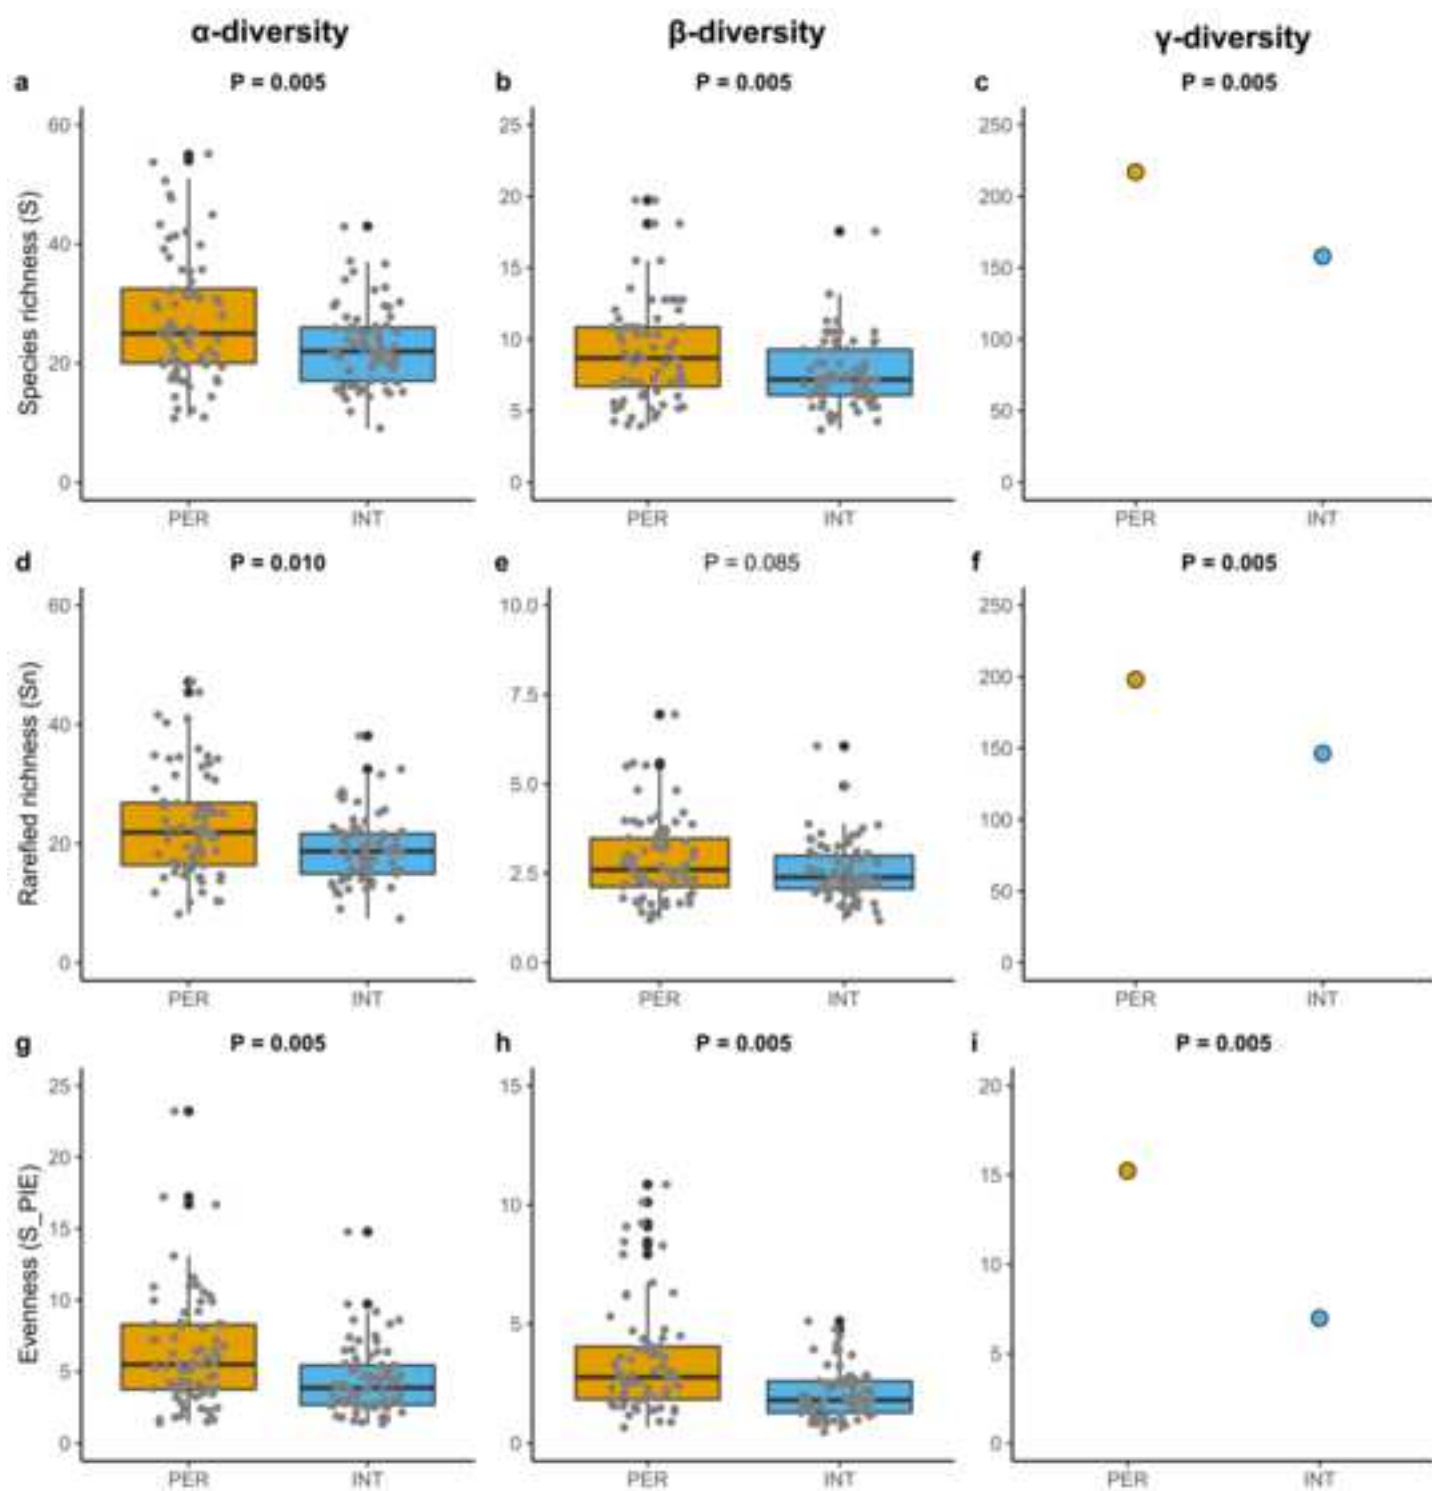 α-diversity β-diversity γ-diversity
a P = 0.005 b P = 0.005 c P = 0.005
Species richness (S)
60
40
20
0
PER INT
25
20
15
10
5
0
PER INT
250
200
150
100
50
0
PER INT
d P = 0.010 e P = 0.085 f P = 0.005
Rarefied richness (Sn)
60
40
20
0
PER INT
10.0
7.5
5.0
2.5
0.0
PER INT
250
200
150
100
50
0
PER INT
g P = 0.005 h P = 0.005 i P = 0.005
Evenness (S_PIE)
25
20
15
10
5
0
PER INT
15
10
5
0
PER INT
20
15
10
5
0
PER INT